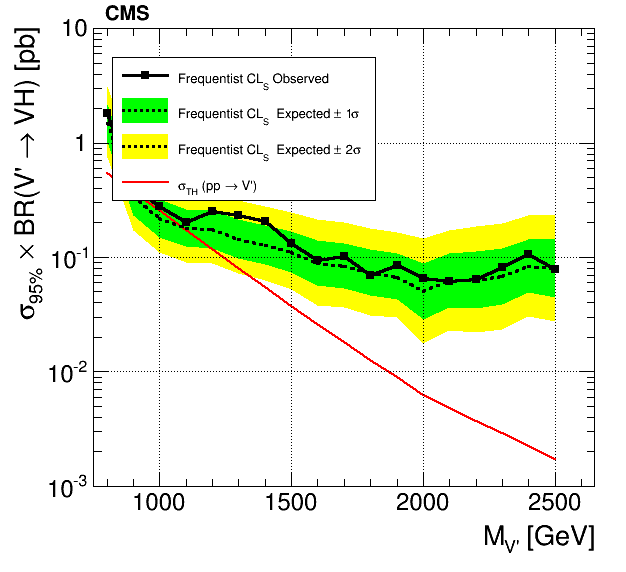 CMS
σ95% × BR(V' → VH) [pb]
10
1
10-1
10-2
10-3
Frequentist CLS Observed
Frequentist CLS Expected ± 1σ
Frequentist CLS Expected ± 2σ
σTH (pp → V')
1000 1500 2000 2500
MV' [GeV]